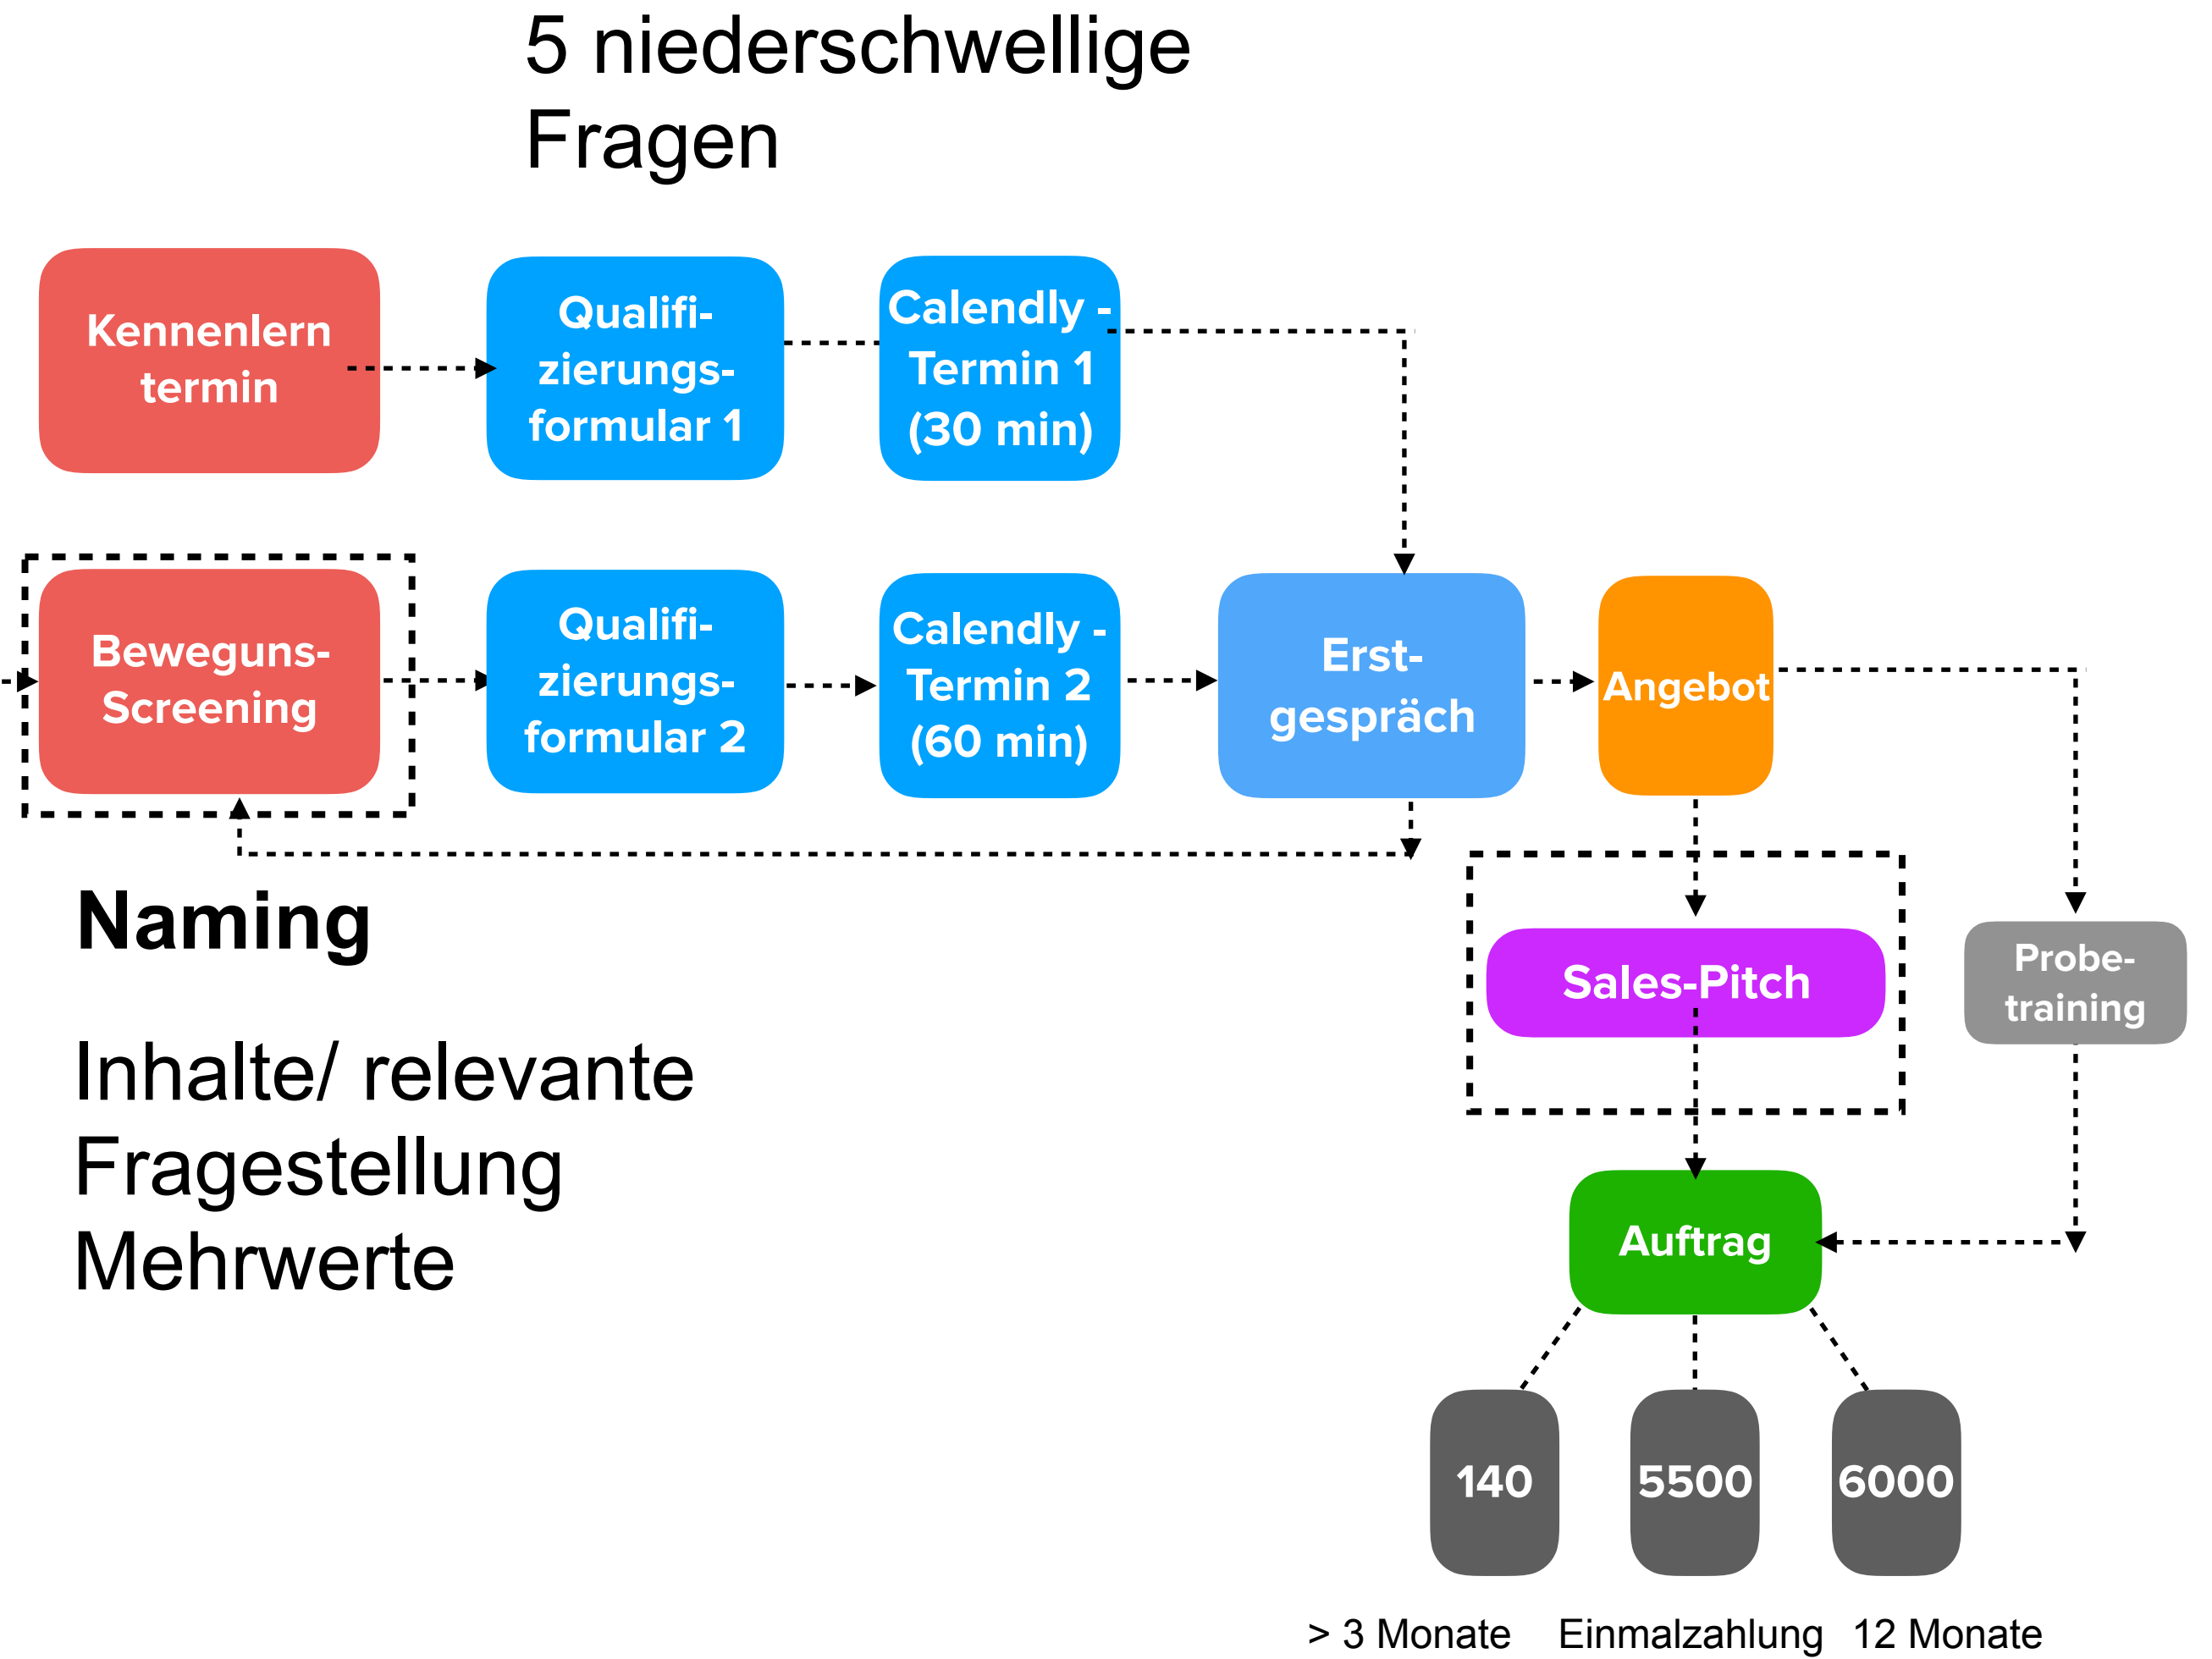 5 niederschwellige
Fragen
Kennenlern
termin
Qualifi-
zierungs-
formular 1
Calendly -
Termin 1
(30 min)
Beweguns-
Screening
Qualifi-
zierungs-
formular 2
Calendly -
Termin 2
(60 min)
Erst-
gespräch
Angebot
Naming
Inhalte/ relevante
Fragestellung
Mehrwerte
Sales-Pitch
Probe-
training
Auftrag
140
5500
6000
> 3 Monate
Einmalzahlung
12 Monate